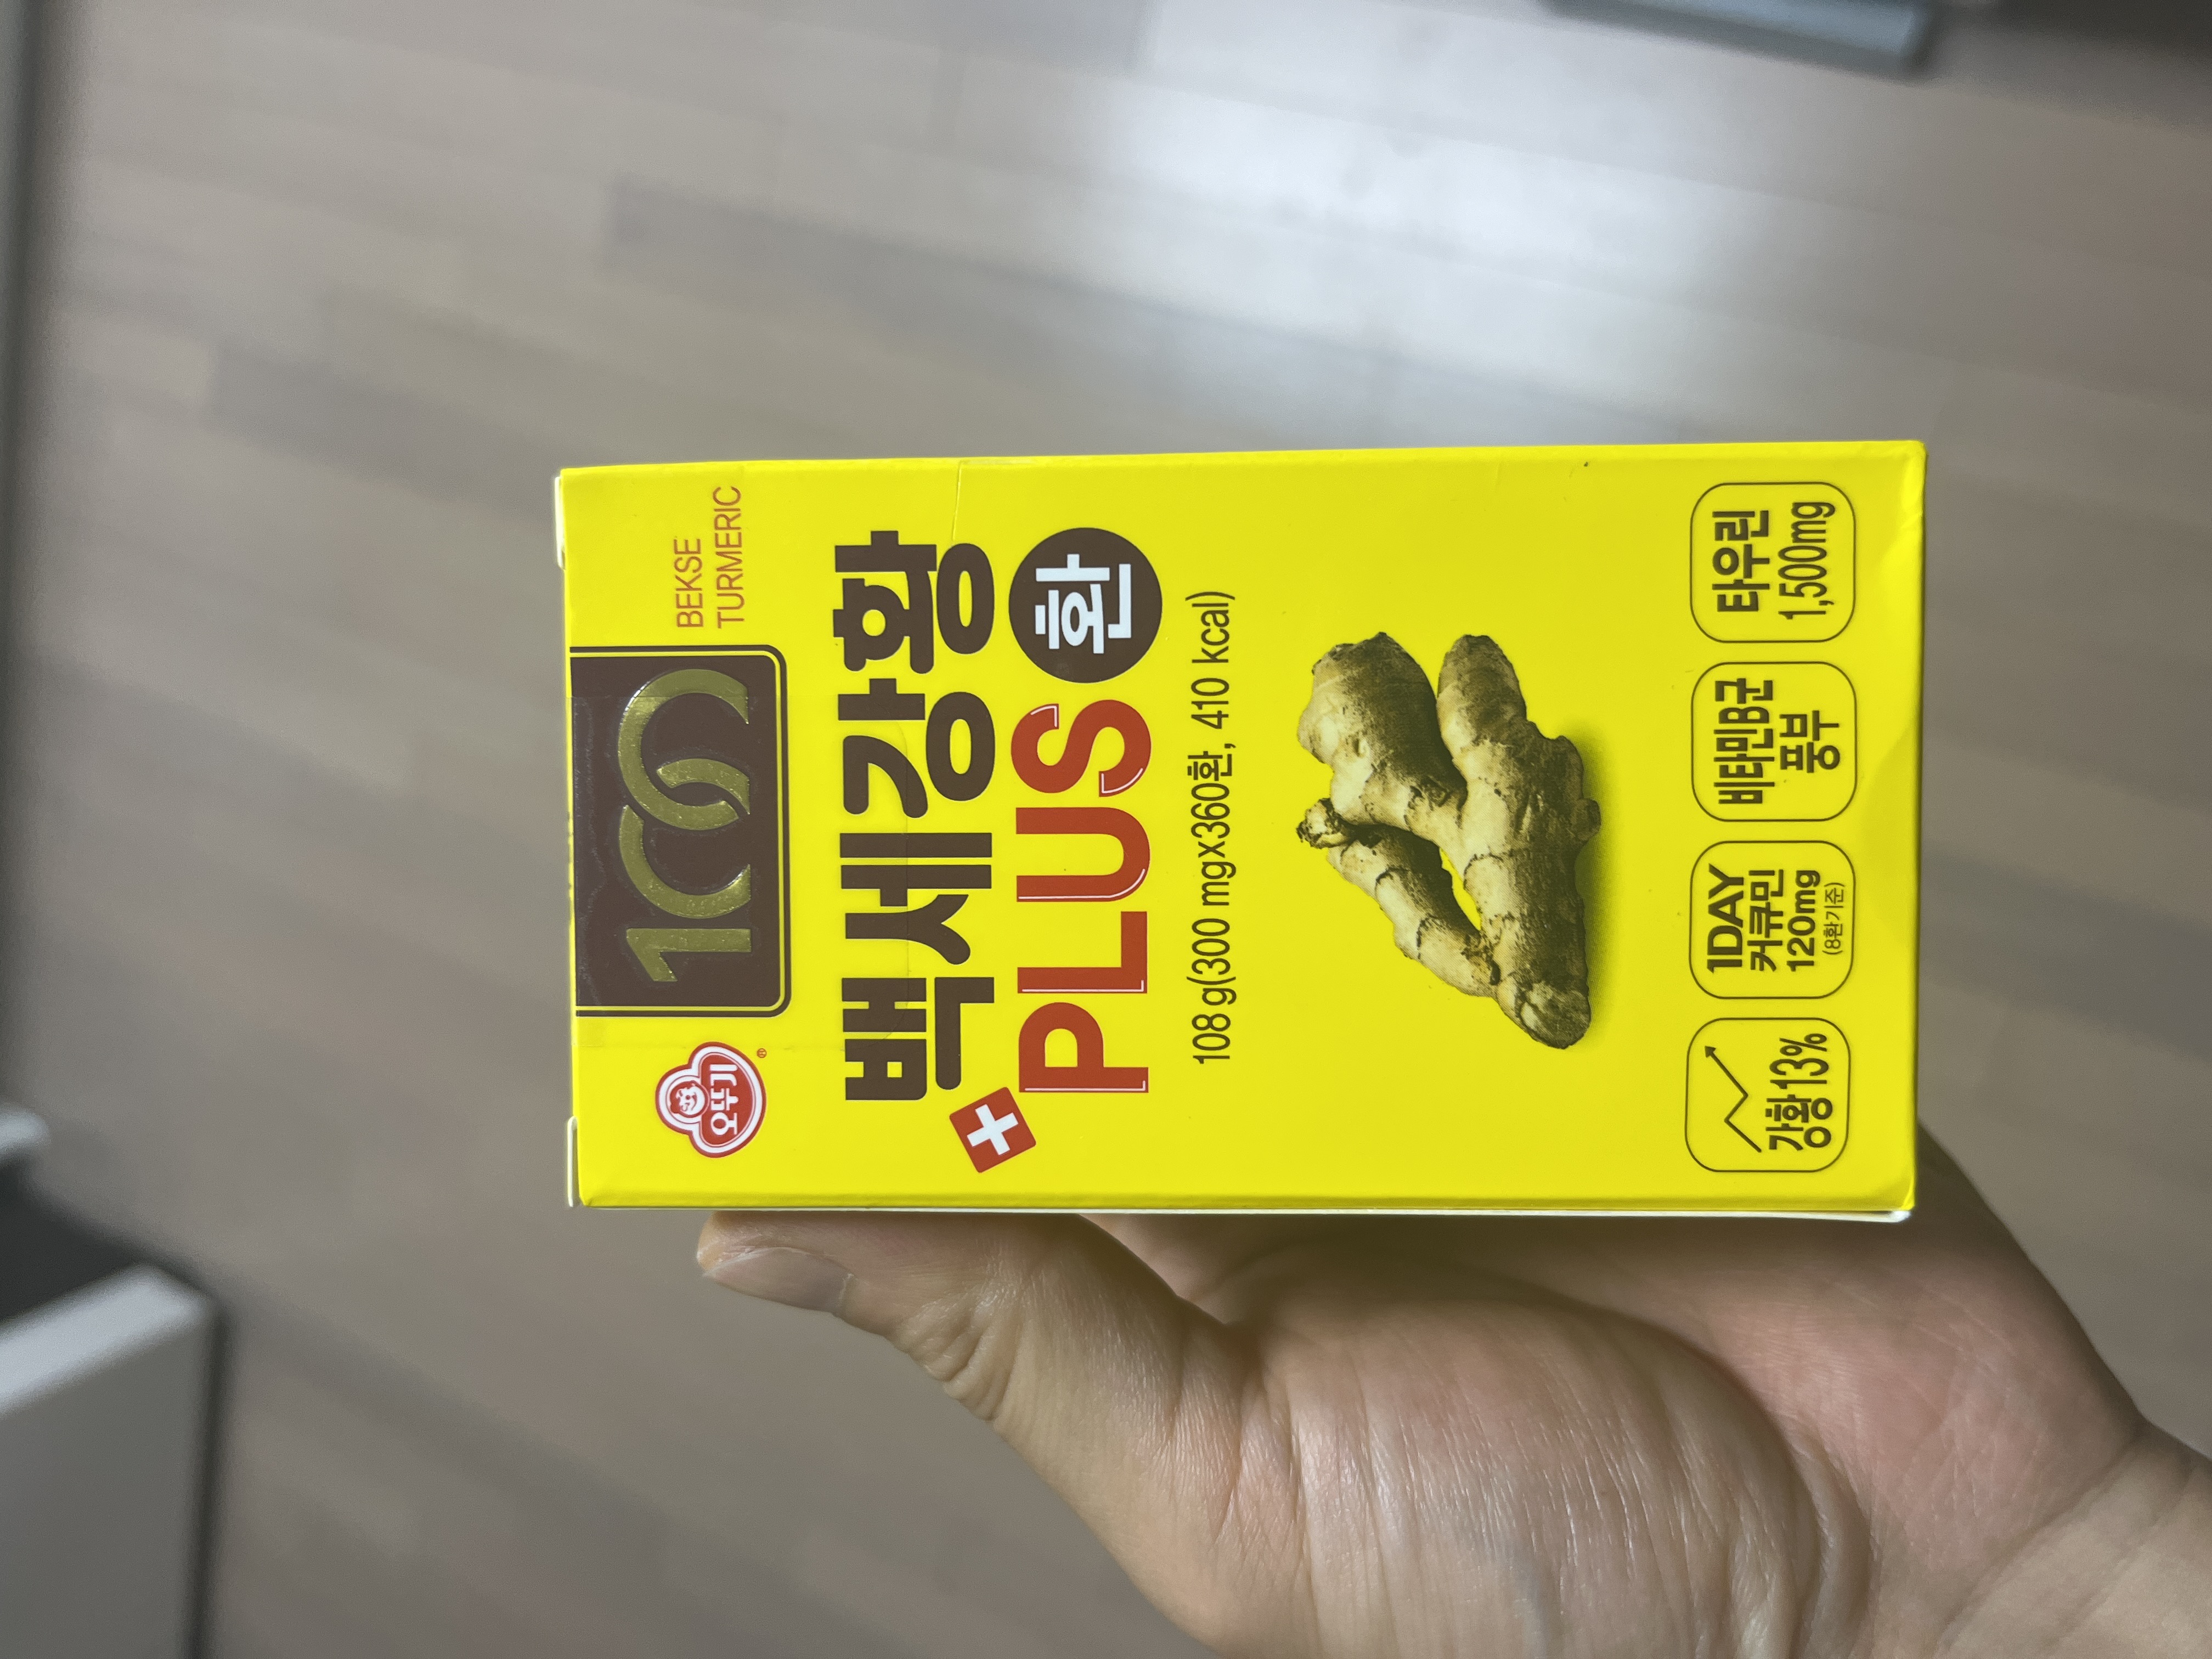 오뚜기
100
BEKSE
TURMERIC
백세강황
PLUS 환
108 g(300 mgx360환, 410 kcal)
강황 13%
1DAY
커큐민
120mg
(8환기준)
비타민B군
풍부
타우린
1,500mg